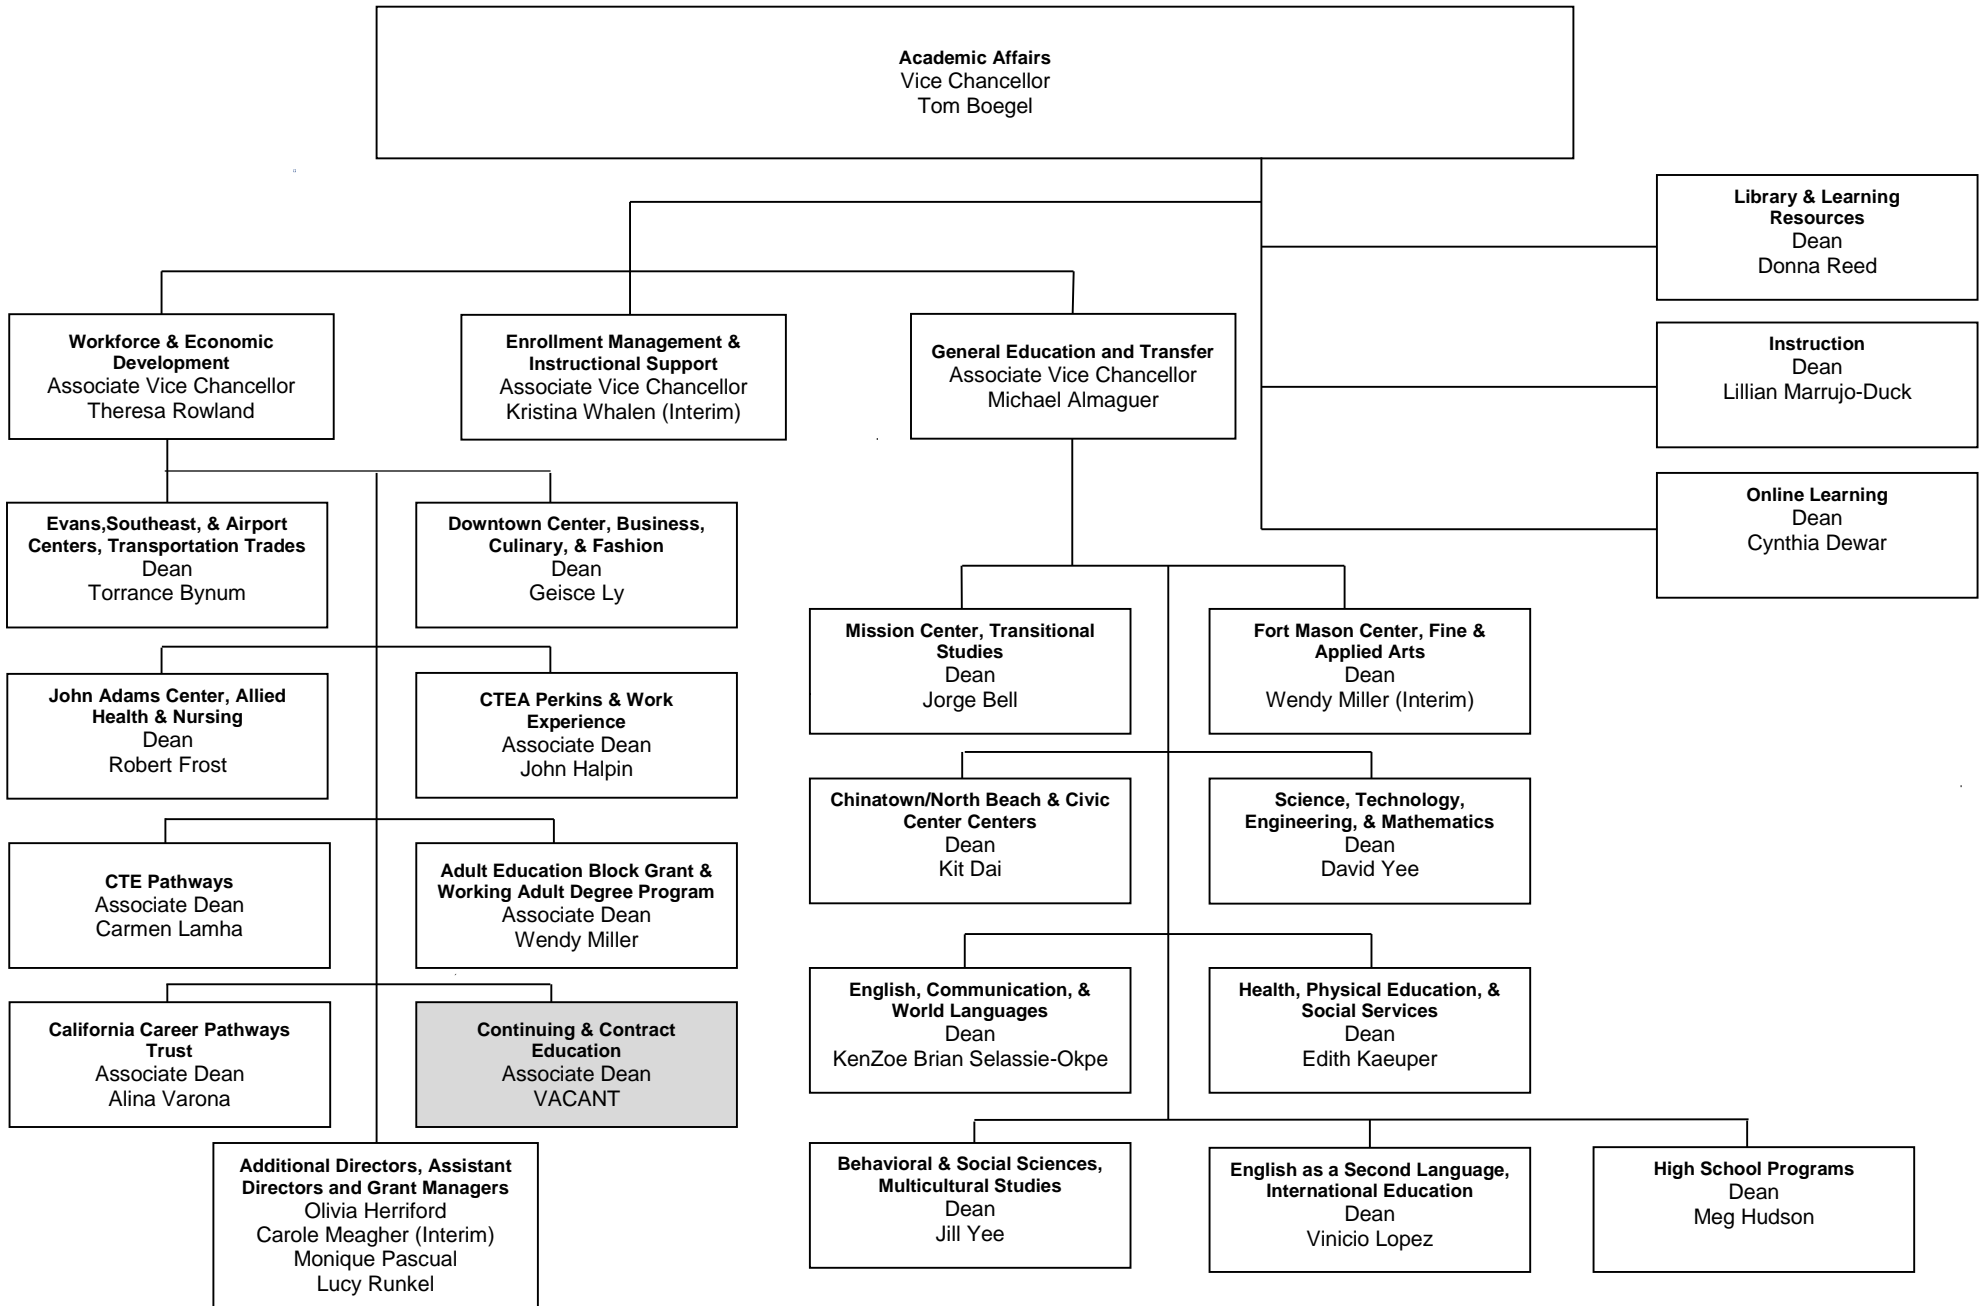 Academic Affairs
Vice Chancellor
Tom Boegel
Library & Learning
Resources
Dean
Donna Reed
Workforce & Economic
Development
Associate Vice Chancellor
Theresa Rowland
Enrollment Management &
Instructional Support
Associate Vice Chancellor
Kristina Whalen (Interim)
General Education and Transfer
Associate Vice Chancellor
Michael Almaguer
Instruction
Dean
Lillian Marrujo-Duck
Online Learning
Dean
Cynthia Dewar
Evans,Southeast, & Airport
Centers, Transportation Trades
Dean
Torrance Bynum
Downtown Center, Business,
Culinary, & Fashion
Dean
Geisce Ly
Mission Center, Transitional
Studies
Dean
Jorge Bell
Fort Mason Center, Fine &
Applied Arts
Dean
Wendy Miller (Interim)
John Adams Center, Allied
Health & Nursing
Dean
Robert Frost
CTEA Perkins & Work
Experience
Associate Dean
John Halpin
Chinatown/North Beach & Civic
Center Centers
Dean
Kit Dai
Science, Technology,
Engineering, & Mathematics
Dean
David Yee
CTE Pathways
Associate Dean
Carmen Lamha
Adult Education Block Grant &
Working Adult Degree Program
Associate Dean
Wendy Miller
English, Communication, &
World Languages
Dean
KenZoe Brian Selassie-Okpe
Health, Physical Education, &
Social Services
Dean
Edith Kaeuper
California Career Pathways
Trust
Associate Dean
Alina Varona
Continuing & Contract
Education
Associate Dean
VACANT
Behavioral & Social Sciences,
Multicultural Studies
Dean
Jill Yee
English as a Second Language,
International Education
Dean
Vinicio Lopez
High School Programs
Dean
Meg Hudson
Additional Directors, Assistant
Directors and Grant Managers
Olivia Herriford
Carole Meagher (Interim)
Monique Pascual
Lucy Runkel